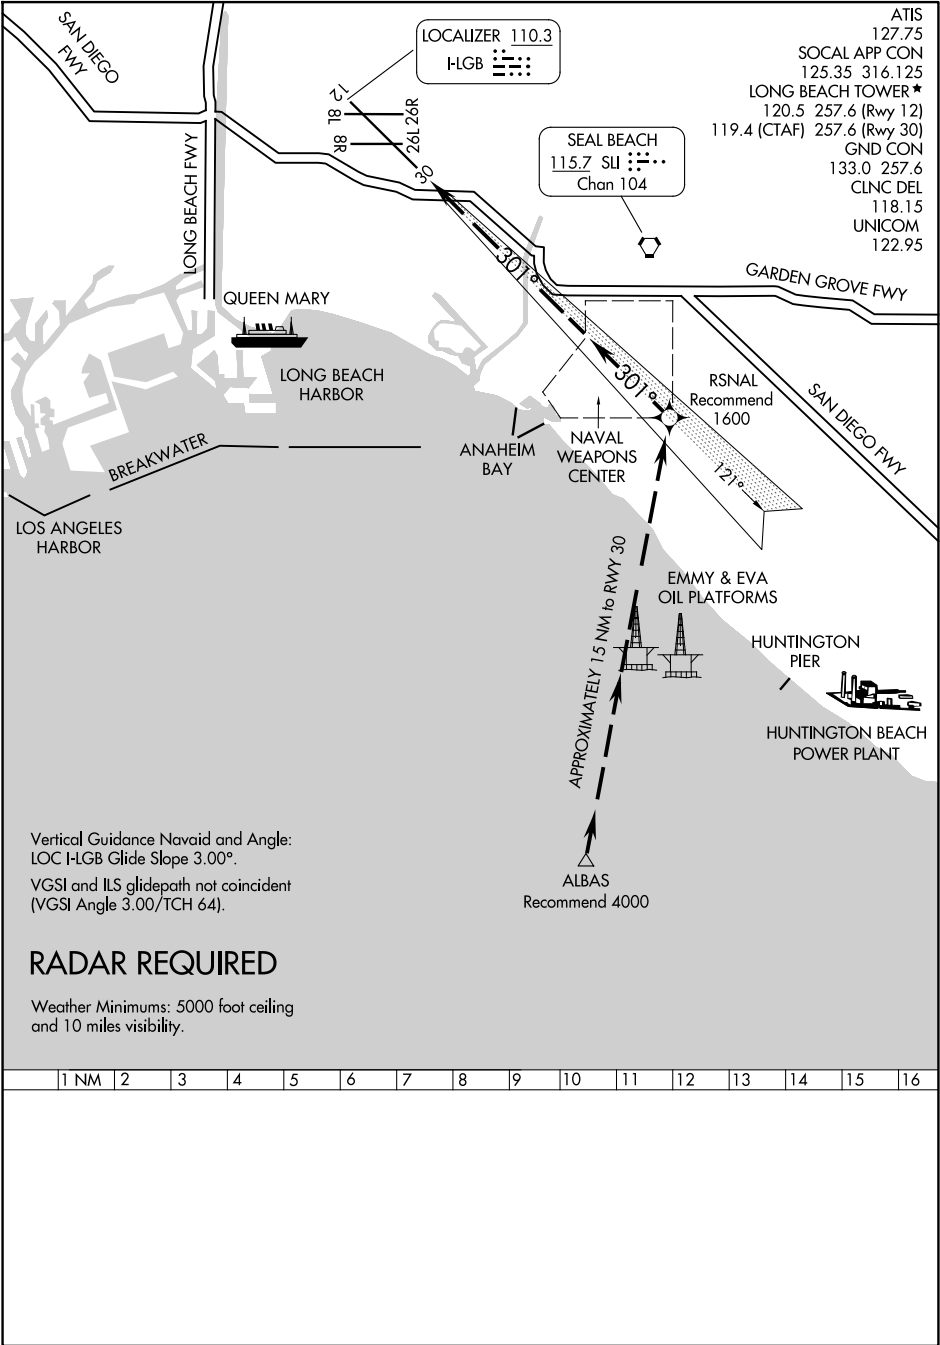 ATIS
127.75
SOCAL APP CON
125.35 316.125
LONG BEACH TOWER★
120.5 257.6 (Rwy 12)
119.4 (CTAF) 257.6 (Rwy 30)
GND CON
133.0 257.6
CLNC DEL
118.15
UNICOM
122.95
SAN DIEGO
FWY
LOCALIZER 110.3
I-LGB
12
8L
26R
8R
26L
30
LONG BEACH FWY
SEAL BEACH
115.7 SLI
Chan 104
301°
GARDEN GROVE FWY
QUEEN MARY
LONG BEACH
HARBOR
301°
RSNAL
Recommend
1600
SAN DIEGO FWY
BREAKWATER
ANAHEIM
BAY
NAVAL
WEAPONS
CENTER
121°
LOS ANGELES
HARBOR
APPROXIMATELY 15 NM to RWY 30
EMMY & EVA
OIL PLATFORMS
HUNTINGTON
PIER
HUNTINGTON BEACH
POWER PLANT
Vertical Guidance Navaid and Angle:
LOC I-LGB Glide Slope 3.00°.
VGSI and ILS glidepath not coincident
(VGSI Angle 3.00/TCH 64).
ALBAS
Recommend 4000
RADAR REQUIRED
Weather Minimums: 5000 foot ceiling
and 10 miles visibility.
1 NM 2 3 4 5 6 7 8 9 10 11 12 13 14 15 16